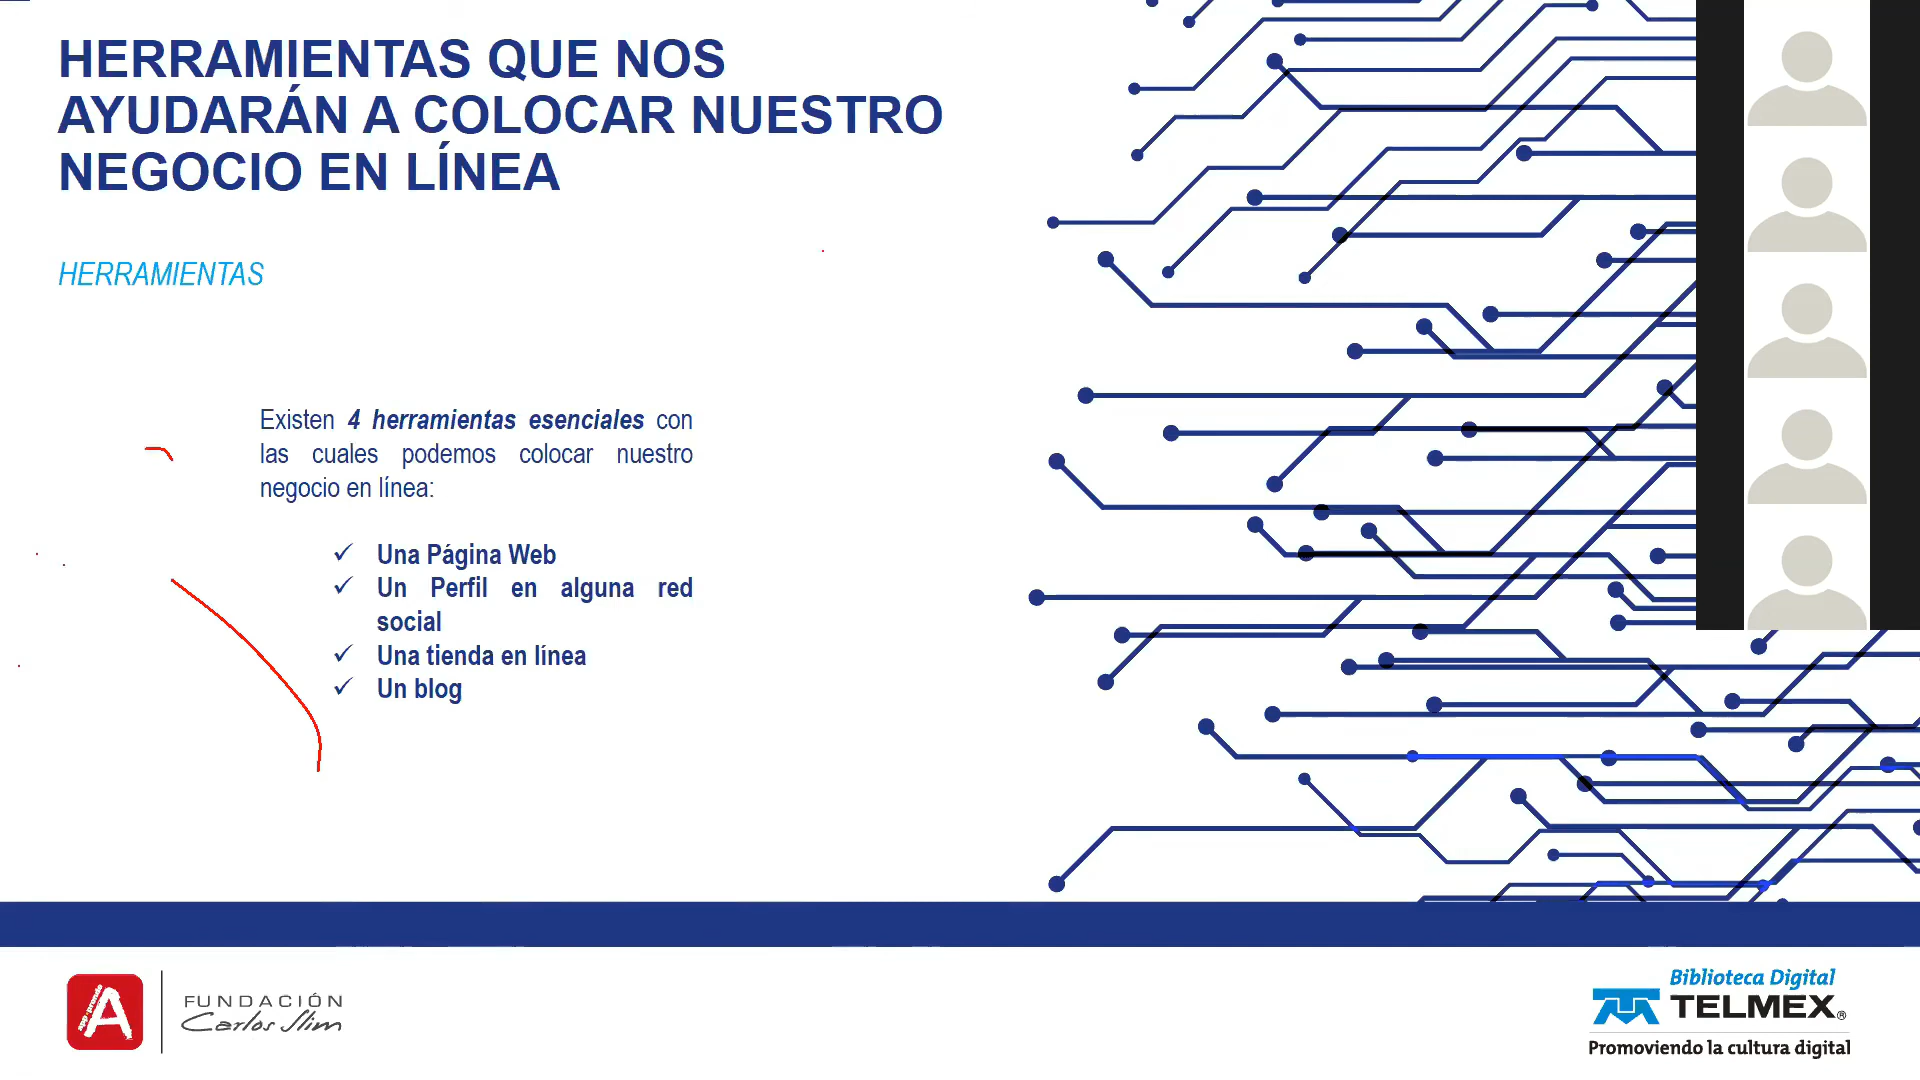 HERRAMIENTAS QUE NOS
AYUDARÁN A COLOCAR NUESTRO
NEGOCIO EN LÍNEA
HERRAMIENTAS
Existen 4 herramientas esenciales con
las cuales podemos colocar nuestro
negocio en línea:
✓ Una Página Web
✓ Un Perfil en alguna red
social
✓ Una tienda en línea
✓ Un blog
app/prende
A
FUNDACIÓN
Carlos Slim
Biblioteca Digital
TELMEX®
Promoviendo la cultura digital